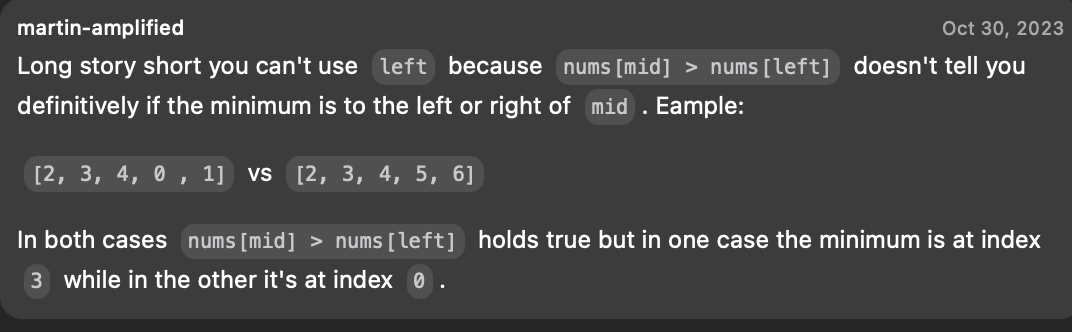 martin-amplified Oct 30, 2023
Long story short you can't use left because nums[mid] > nums[left] doesn't tell you
definitively if the minimum is to the left or right of mid . Eample:
[2, 3, 4, 0 , 1] vs [2, 3, 4, 5, 6]
In both cases nums[mid] > nums[left] holds true but in one case the minimum is at index
3 while in the other it's at index 0 .